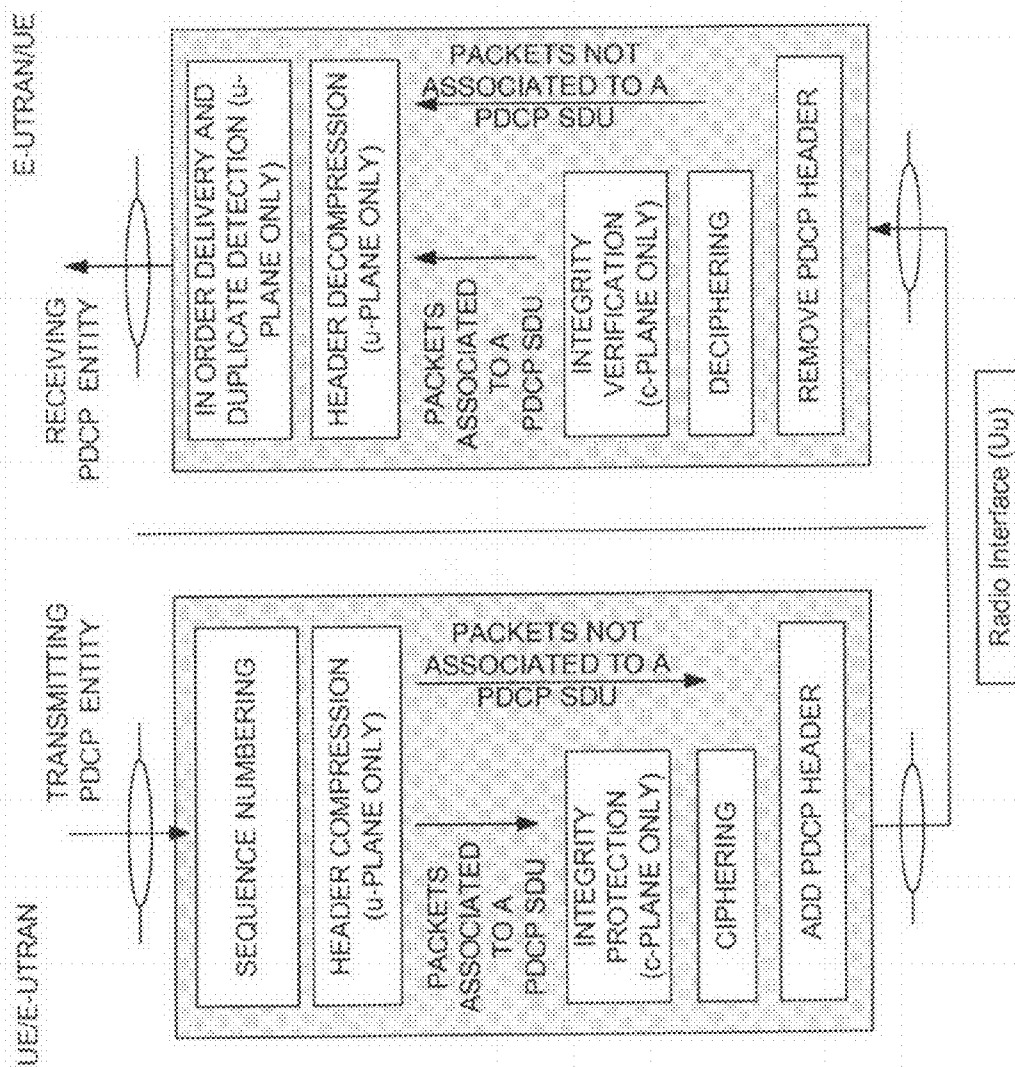 UE/E-UTRAN
TRANSMITTING
PDCP ENTITY
SEQUENCE NUMBERING
HEADER COMPRESSION
(u-PLANE ONLY)
PACKETS
ASSOCIATED
TO A
PDCP SDU
PACKETS NOT
ASSOCIATED TO A
PDCP SDU
INTEGRITY
PROTECTION
(c-PLANE ONLY)
CIPHERING
ADD PDCP HEADER
E-UTRAN/UE
RECEIVING
PDCP ENTITY
IN ORDER DELIVERY AND
DUPLICATE DETECTION (u-
PLANE ONLY)
HEADER DECOMPRESSION
(u-PLANE ONLY)
PACKETS
ASSOCIATED
TO A
PDCP SDU
PACKETS NOT
ASSOCIATED TO A
PDCP SDU
INTEGRITY
VERIFICATION
(c-PLANE ONLY)
DECIPHERING
REMOVE PDCP HEADER
Radio Interface (Uu)